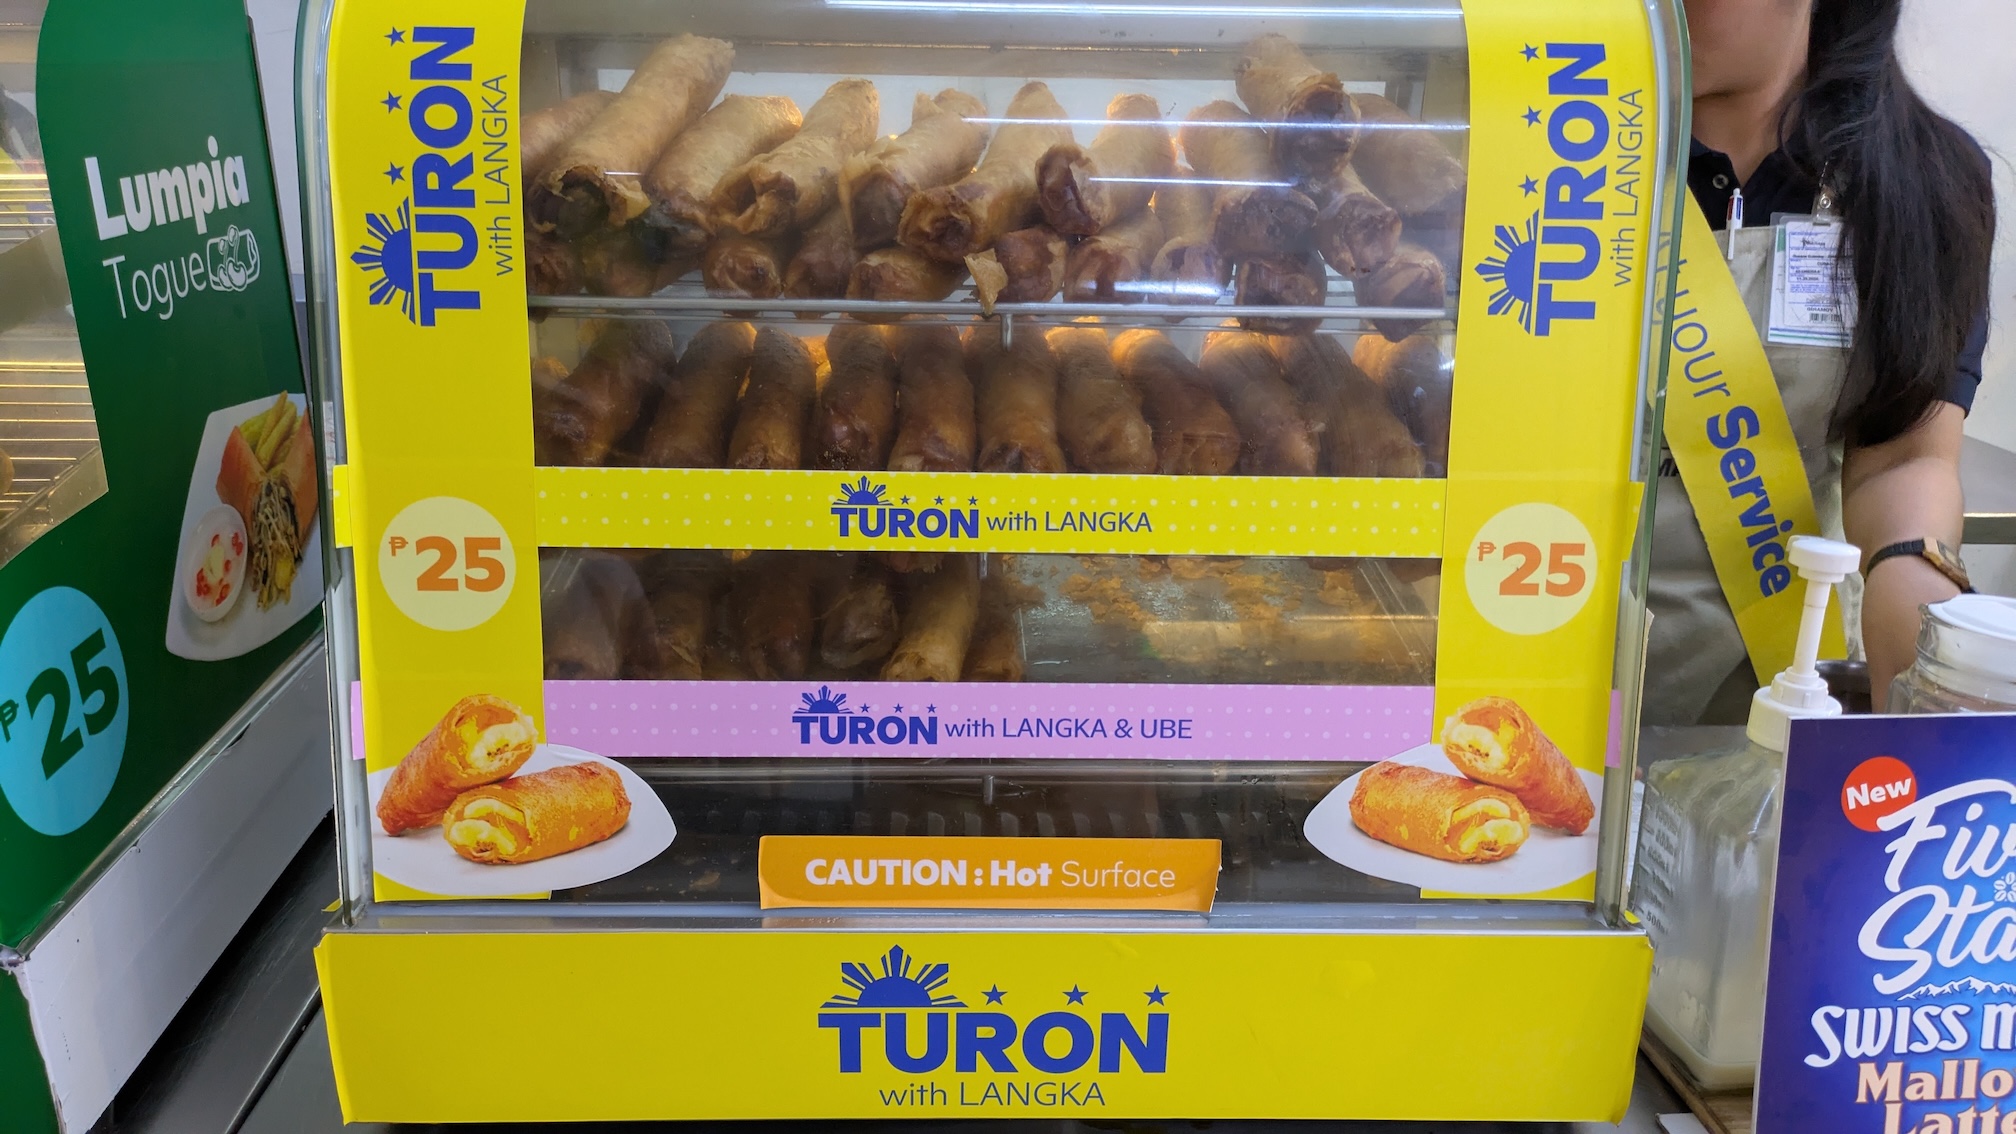 Lumpia
Togue
₱25
TURON
with LANGKA
₱25
TURON
with LANGKA
₱25
TURON with LANGKA
TURON with LANGKA & UBE
CAUTION : Hot Surface
TURON
with LANGKA
Service
New
SWISS